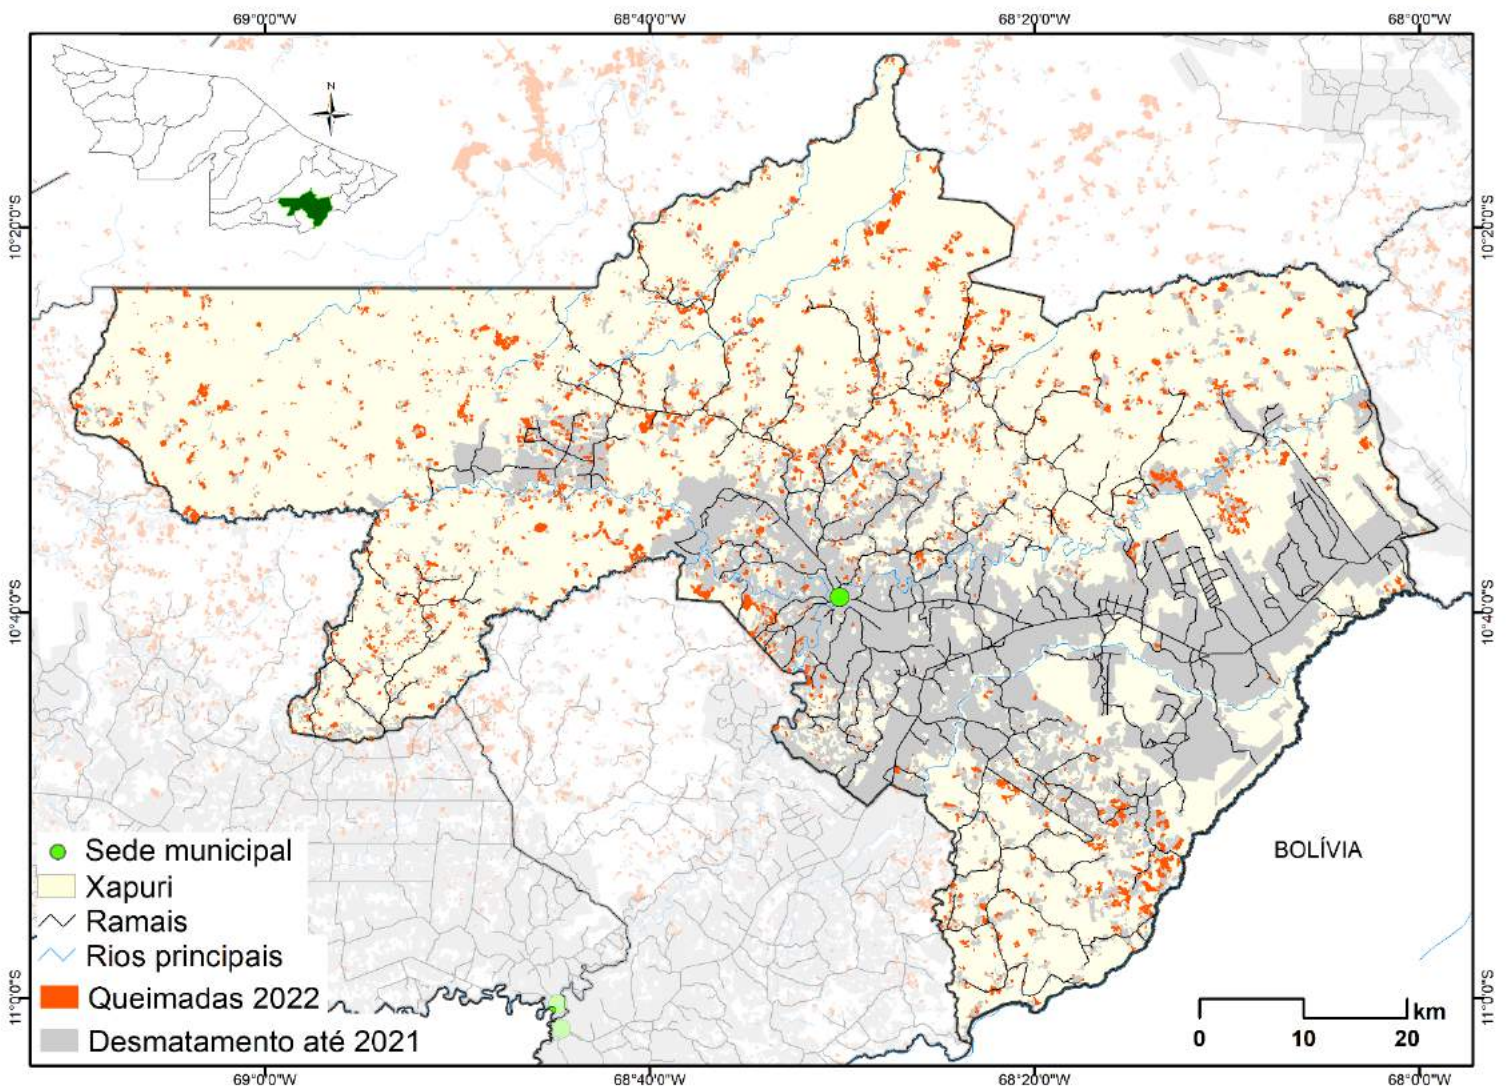 69°0'0"W 68°40'0"W 68°20'0"W 68°0'0"W
N
10°20'0"S 10°20'0"S
10°40'0"S 10°40'0"S
BOLÍVIA
Sede municipal
Xapuri
Ramais
Rios principais
Queimadas 2022
Desmatamento até 2021
11°0'0"S 11°0'0"S
km
0 10 20
69°0'0"W 68°40'0"W 68°20'0"W 68°0'0"W